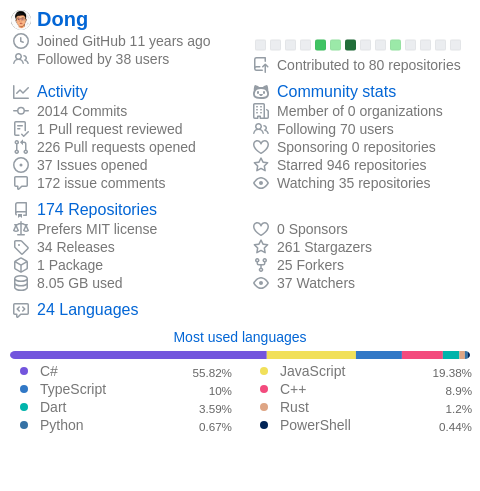 Dong
Joined GitHub 11 years ago
Followed by 38 users
Contributed to 80 repositories
Activity
2014 Commits
1 Pull request reviewed
226 Pull requests opened
37 Issues opened
172 issue comments
Community stats
Member of 0 organizations
Following 70 users
Sponsoring 0 repositories
Starred 946 repositories
Watching 35 repositories
174 Repositories
Prefers MIT license
34 Releases
1 Package
8.05 GB used
0 Sponsors
261 Stargazers
25 Forkers
37 Watchers
24 Languages
Most used languages
C# 55.82%
JavaScript 19.38%
TypeScript 10%
C++ 8.9%
Dart 3.59%
Rust 1.2%
Python 0.67%
PowerShell 0.44%